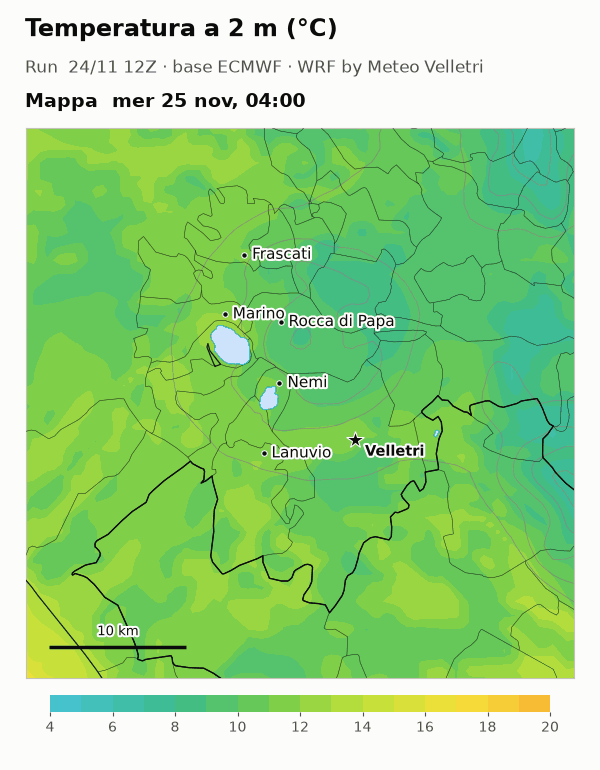 Temperatura a 2 m (°C)
Run  24/11 12Z · base ECMWF · WRF by Meteo Velletri
Mappa  mer 25 nov, 04:00
Frascati
Marino
Rocca di Papa
Nemi
Velletri
Lanuvio
10 km
4 6 8 10 12 14 16 18 20